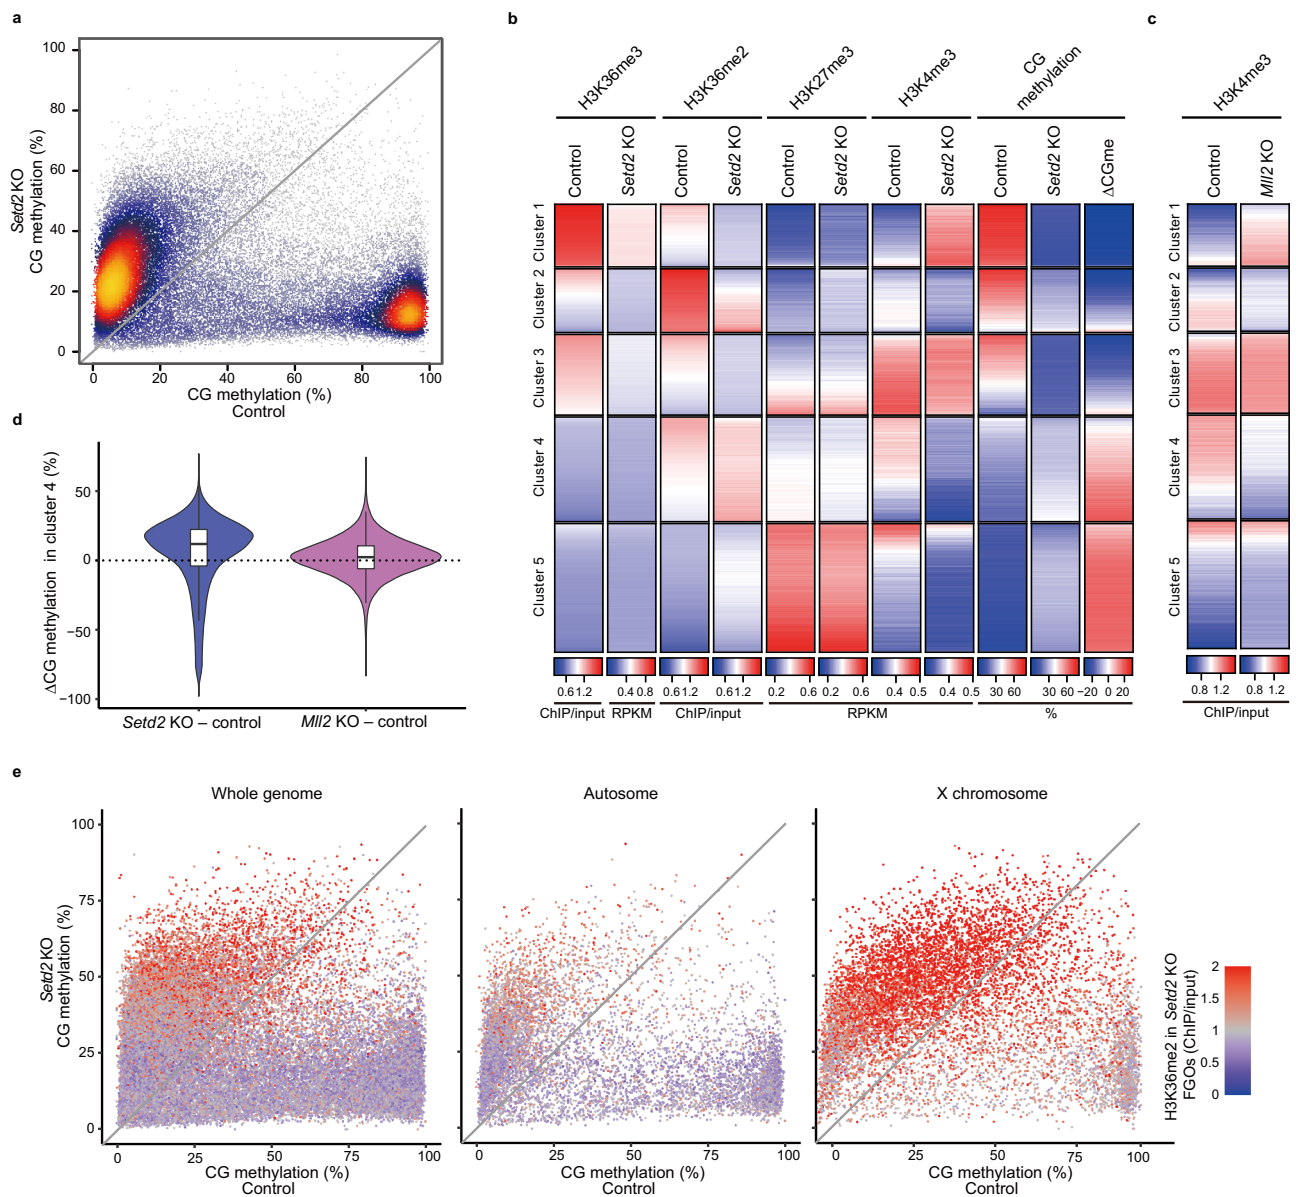 a
100
80
60
40
20
0
Setd2 KO
CG methylation (%)
0 20 40 60 80 100
CG methylation (%)
Control
b
H3K36me3 H3K36me2 H3K27me3 H3K4me3 CG methylation
Control Setd2 KO Control Setd2 KO Control Setd2 KO Control Setd2 KO Control Setd2 KO ΔCGme
Cluster 1
Cluster 2
Cluster 3
Cluster 4
Cluster 5
0.6 1.2 0.4 0.8 0.6 1.2 0.6 1.2 0.2 0.6 0.2 0.6 0.4 0.5 0.4 0.5 30 60 30 60 −20 0 20
ChIP/input RPKM ChIP/input RPKM %
c
H3K4me3
Control Mll2 KO
Cluster 1
Cluster 2
Cluster 3
Cluster 4
Cluster 5
0.8 1.2 0.8 1.2
ChIP/input
d
ΔCG methylation in cluster 4 (%)
50
0
−50
−100
Setd2 KO – control Mll2 KO – control
e
Whole genome Autosome X chromosome
Setd2 KO
CG methylation (%)
100
75
50
25
0
0 25 50 75 100
CG methylation (%)
Control
0 25 50 75 100
CG methylation (%)
Control
0 25 50 75 100
CG methylation (%)
Control
H3K36me2 in Setd2 KO
FGOs (ChIP/input)
2
1.5
1
0.5
0